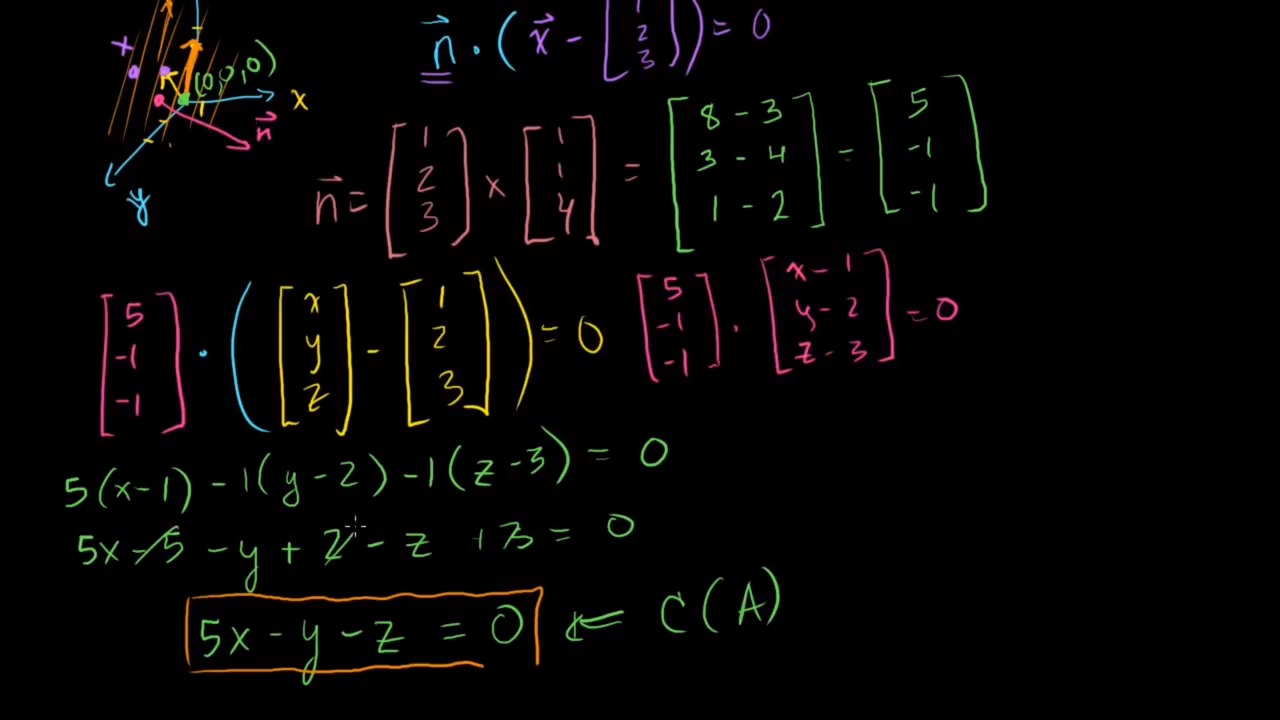 n⃗ · (x⃗ − [1 2 3]) = 0
x
(0,0,0)
x
n⃗
y
n⃗ = [1 2 3] × [1 1 4] = [8 − 3 3 − 4 1 − 2] = [5 -1 -1]
[5 -1 -1] · ([x y z] − [1 2 3]) = 0
[5 -1 -1] · [x − 1 y − 2 z − 3] = 0
5(x−1) − 1(y − 2) − 1(z − 3) = 0
5x − 5 − y + 2 − z + 3 = 0
5x − y − z = 0 ⇐ C(A)